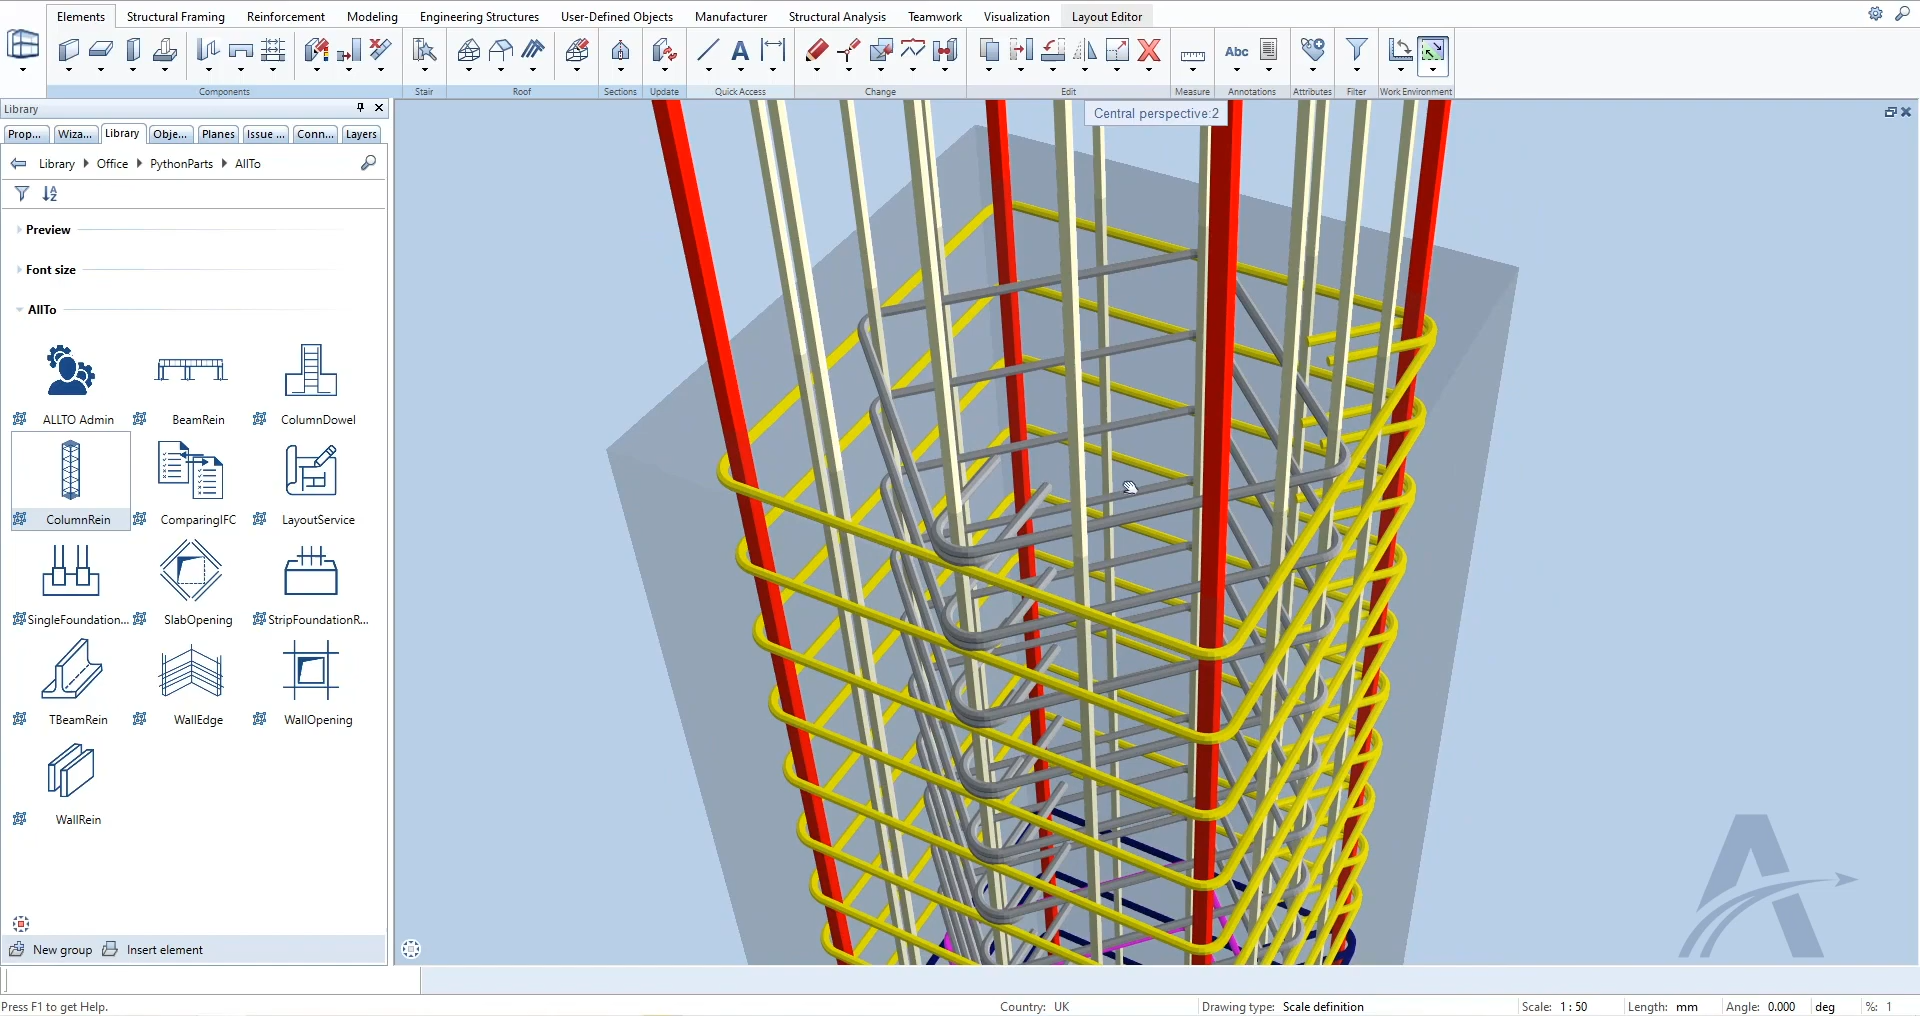 Elements Structural Framing Reinforcement Modeling Engineering Structures User-Defined Objects Manufacturer Structural Analysis Teamwork Visualization Layout Editor
A Abc
Components Stair Roof Sections Update Quick Access Change Edit Measure Annotations Attributes Filter Work Environment
Library
Prop... Wiza... Library Obje... Planes Issue ... Conn... Layers
Library Office PythonParts AllTo
Central perspective:2
Preview
Font size
AllTo
ALLTO Admin BeamRein ColumnDowel
ColumnRein ComparingIFC LayoutService
SingleFoundation... SlabOpening StripFoundationR...
TBeamRein WallEdge WallOpening
WallRein
New group Insert element
Press F1 to get Help. Country: UK Drawing type: Scale definition Scale: 1 : 50 Length: mm Angle: 0.000 deg %: 1